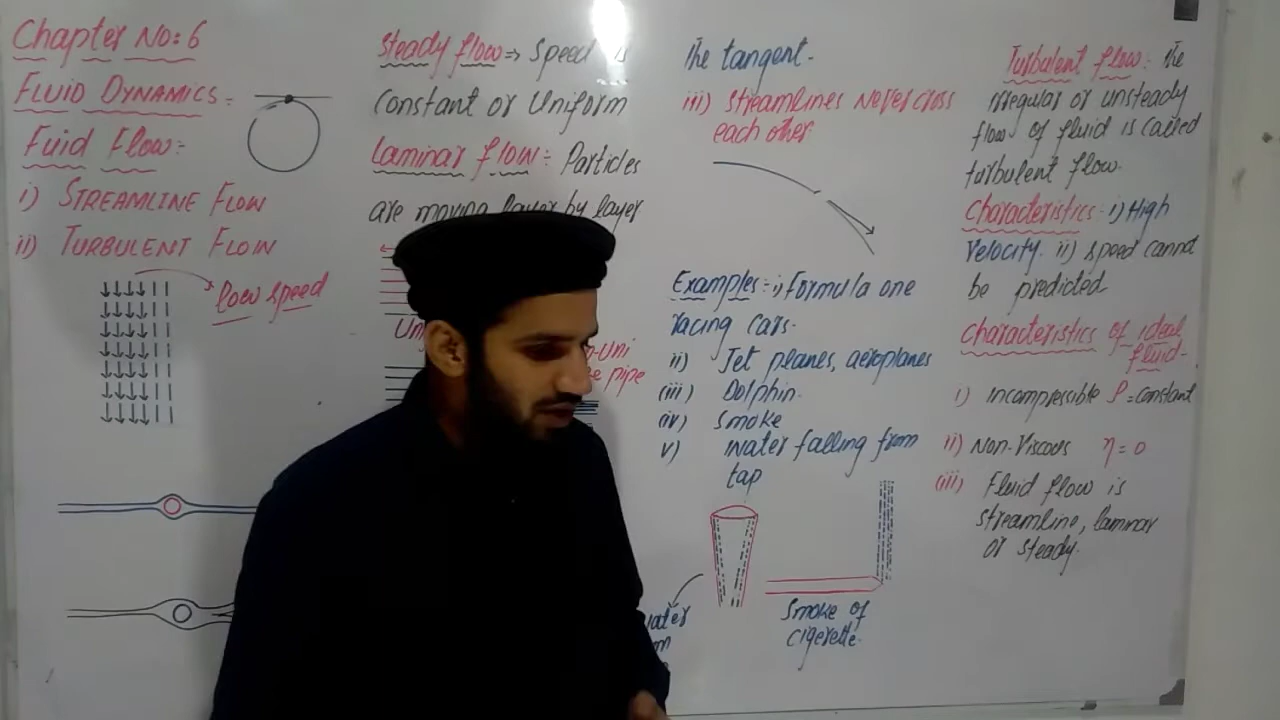 Chapter No: 6
FLUID DYNAMICS:-
Fuid Flow:-
i) STREAMLINE FLOW
ii) TURBULENT FLOW
low speed
Steady flow => Speed is
Constant or Uniform
Laminar flow:- Particles
are moving layer by layer
Un
-Uni
pipe
the tangent.
iii) Streamlines never cross
each other
Examples:- i) Formula one
racing cars.
ii) Jet planes, aeroplanes
(iii) Dolphin.
(iv) Smoke
v) water falling from
tap
water
Smoke of
cigerette.
Turbulent flow:- the
irregular or unsteady
flow of fluid is called
turbulent flow.
Characteristics:- i) High
velocity. ii) speed cannot
be predicted
Characteristics of ideal
fluid-
i) incompressible ρ = constant
ii) Non-Viscous η = 0
(iii) Fluid flow is
streamline, laminar
or steady.